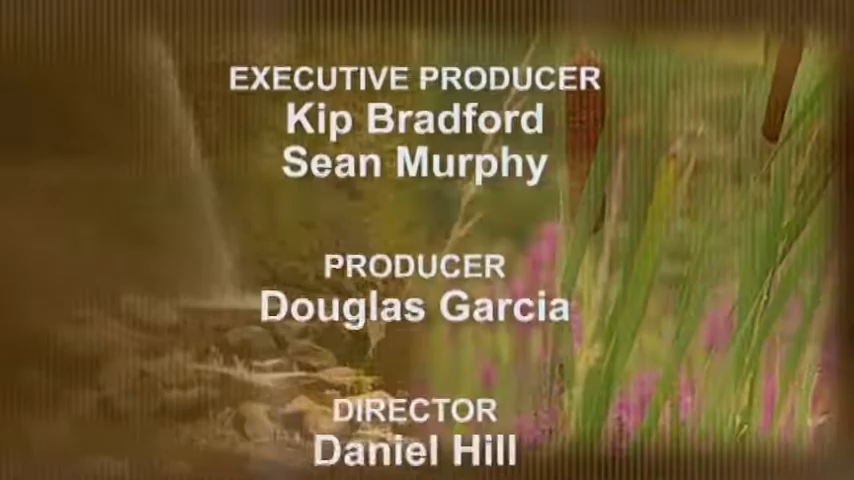 EXECUTIVE PRODUCER
Kip Bradford
Sean Murphy
PRODUCER
Douglas Garcia
DIRECTOR
Daniel Hill